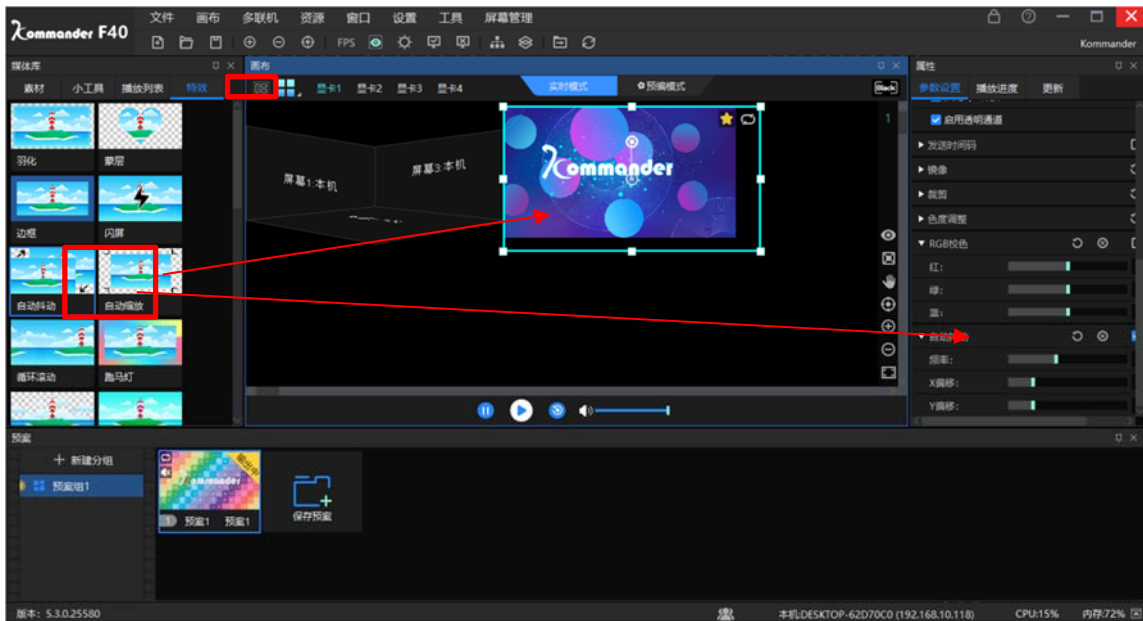 Kommander F40
文件 画布 多联机 资源 窗口 设置 工具 屏幕管理
FPS
Kommander
媒体库
素材 小工具 播放列表 特效
羽化 蒙层
边框 闪屏
自动抖动 自动缩放
循环滚动 跑马灯
画布
08 显卡1 显卡2 显卡3 显卡4 实时模式 预编模式 Black
1
屏幕1:本机 屏幕3:本机
Kommander
属性
参数设置 播放进度 更新
启用透明通道
发送时间码
镜像
裁剪
色度调整
RGB校色
红:
绿:
蓝:
频率:
X偏移:
Y偏移:
预案
新建分组
预案组1
Kommander
输出中
1 预案1 预案1
保存预案
版本: 5.3.0.25580 本机:DESKTOP-62D70C0 (192.168.10.118) CPU:15% 内存:72%